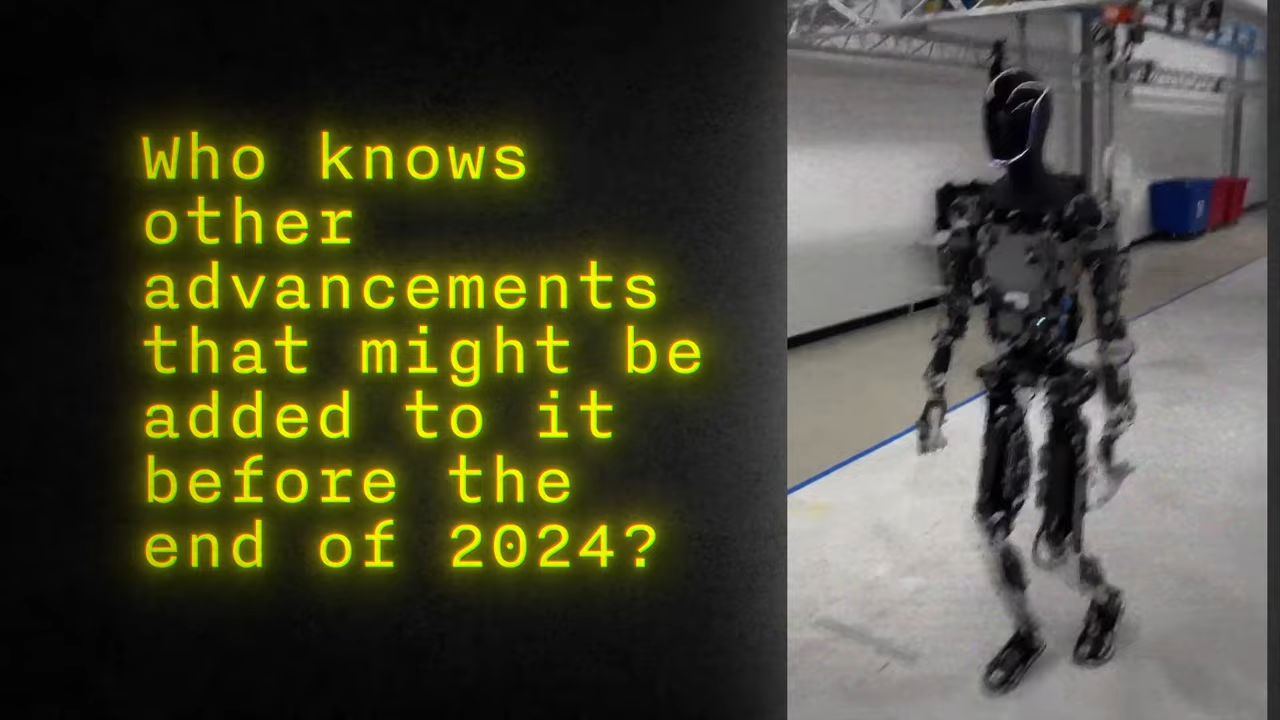 Who knows
other
advancements
that might be
added to it
before the
end of 2024?